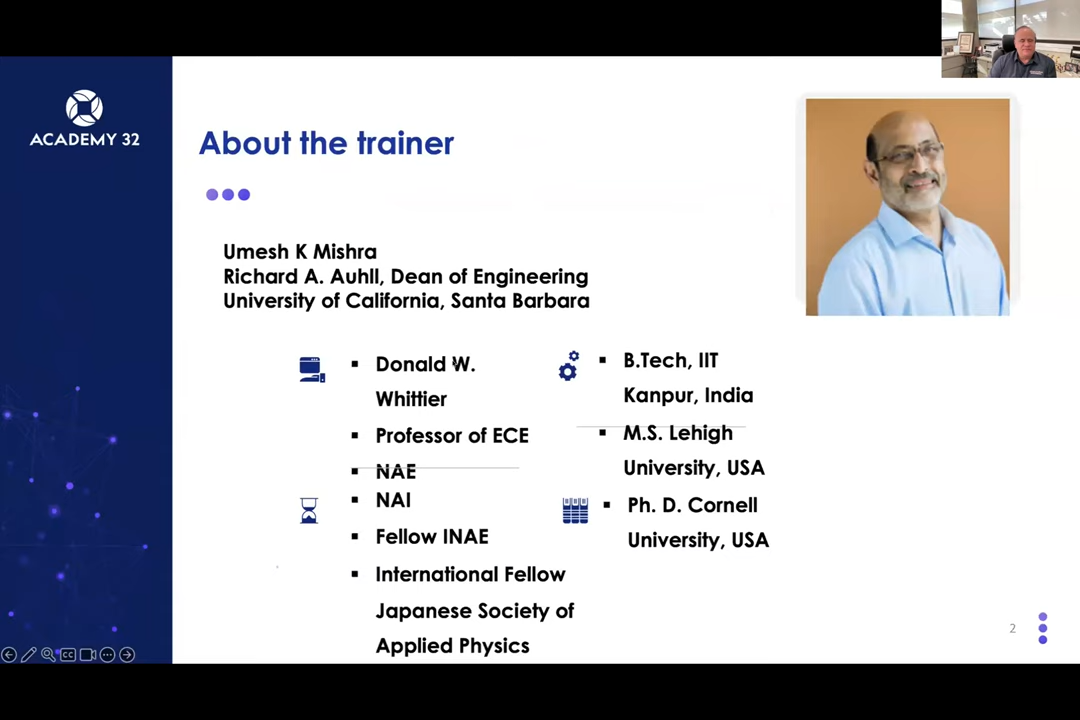 ACADEMY 32
About the trainer
Umesh K Mishra
Richard A. Auhll, Dean of Engineering
University of California, Santa Barbara
Donald W.
Whittier
Professor of ECE
NAE
NAI
Fellow INAE
International Fellow
Japanese Society of
Applied Physics
B.Tech, IIT
Kanpur, India
M.S. Lehigh
University, USA
Ph. D. Cornell
University, USA
2
CC